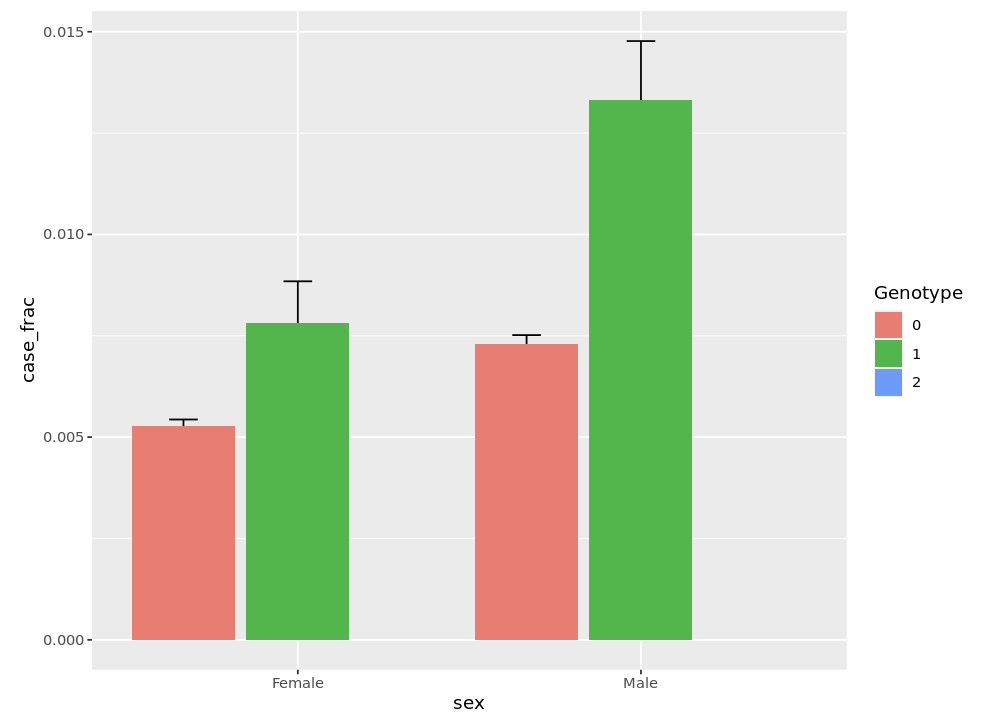 0.015
0.010
0.005
0.000
case_frac
Female
Male
sex
Genotype
0
1
2